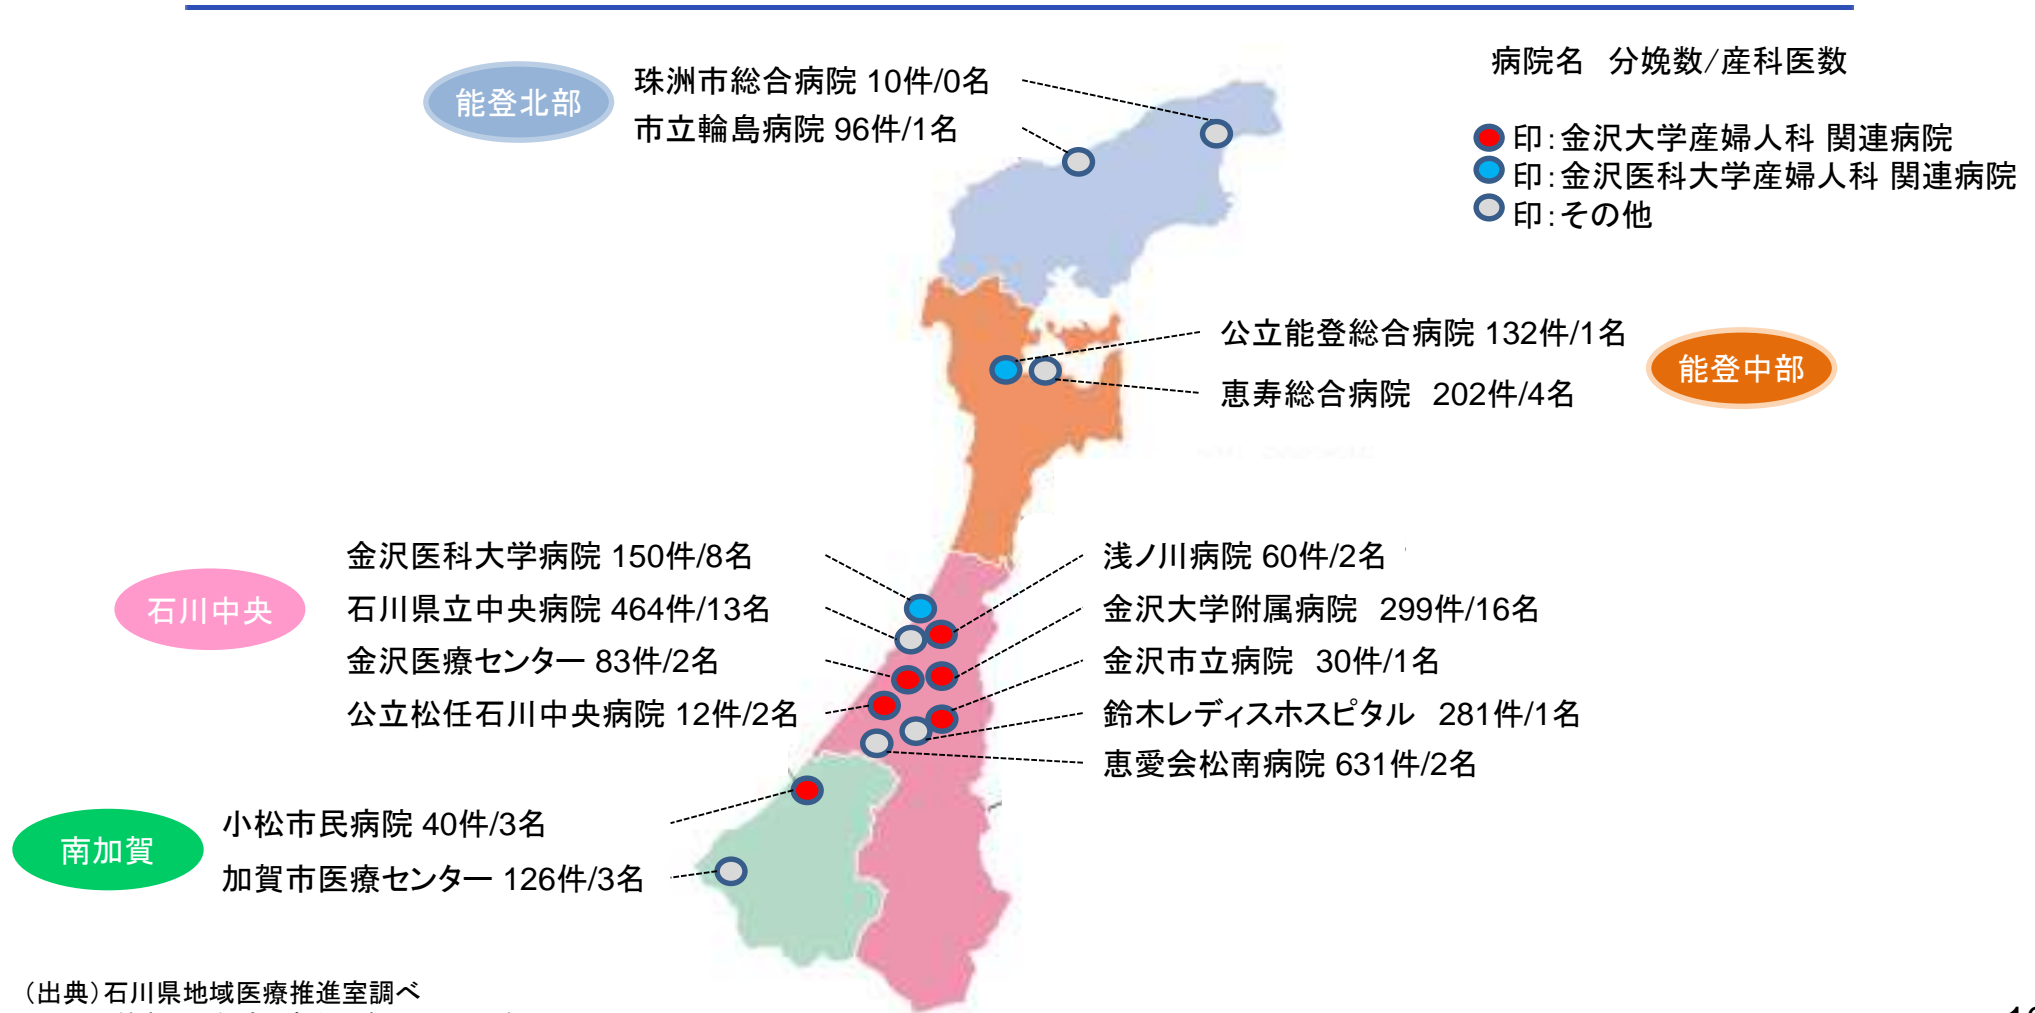 病院名 分娩数/産科医数
印：金沢大学産婦人科 関連病院
印：金沢医科大学産婦人科 関連病院
印：その他
能登北部
珠洲市総合病院 10件/0名
市立輪島病院 96件/1名
公立能登総合病院 132件/1名
恵寿総合病院 202件/4名
能登中部
石川中央
金沢医科大学病院 150件/8名
石川県立中央病院 464件/13名
金沢医療センター 83件/2名
公立松任石川中央病院 12件/2名
浅ノ川病院 60件/2名
金沢大学附属病院 299件/16名
金沢市立病院 30件/1名
鈴木レディスホスピタル 281件/1名
恵愛会松南病院 631件/2名
南加賀
小松市民病院 40件/3名
加賀市医療センター 126件/3名
（出典）石川県地域医療推進室調べ